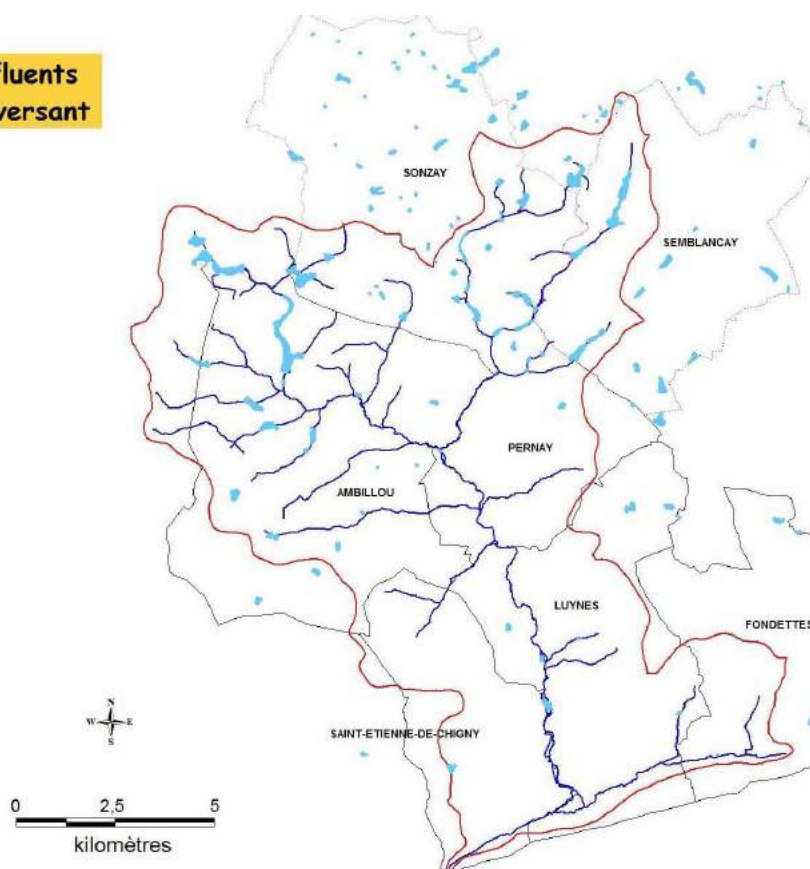 fluents
versant
SONZAY
SEMBLANCAY
PERNAY
AMBILLOU
LUYNES
FONDETTES
SAINT-ETIENNE-DE-CHIGNY
N
W E
S
0 2,5 5
kilomètres